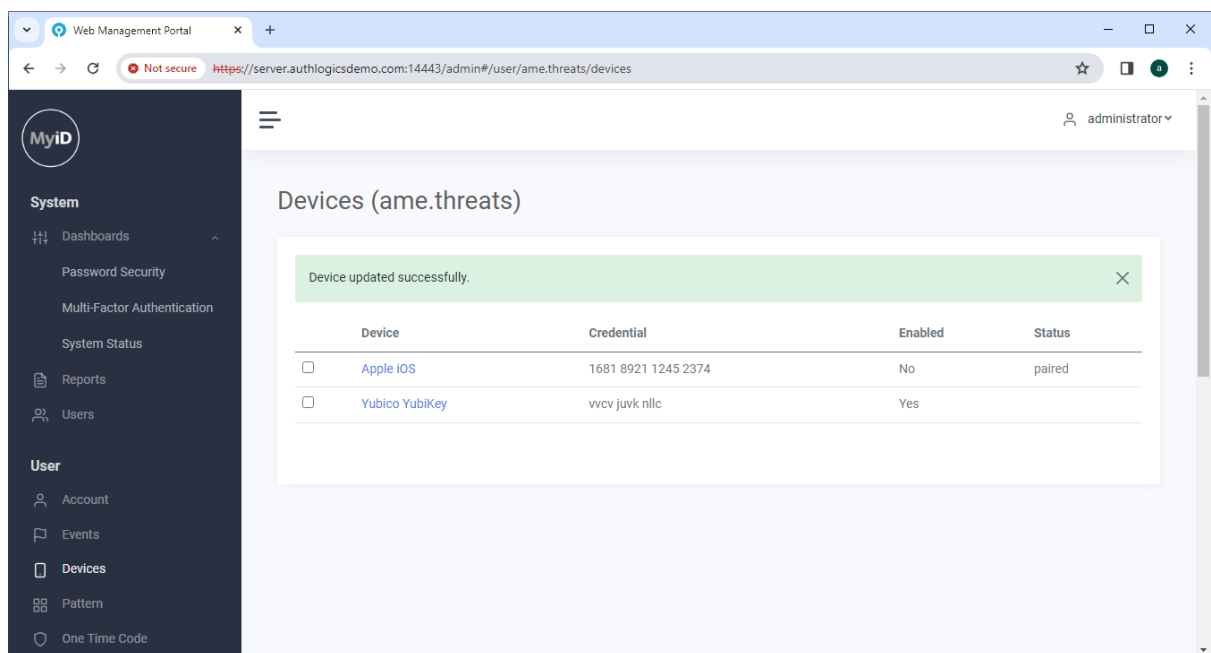 Web Management Portal
Not secure https://server.authlogicsdemo.com:14443/admin#/user/ame.threats/devices
a
MyiD
administrator
System
Dashboards
Password Security
Multi-Factor Authentication
System Status
Reports
Users
User
Account
Events
Devices
Pattern
One Time Code
Devices (ame.threats)
Device updated successfully.
Device Credential Enabled Status
Apple iOS 1681 8921 1245 2374 No paired
Yubico YubiKey vvcv juvk nllc Yes